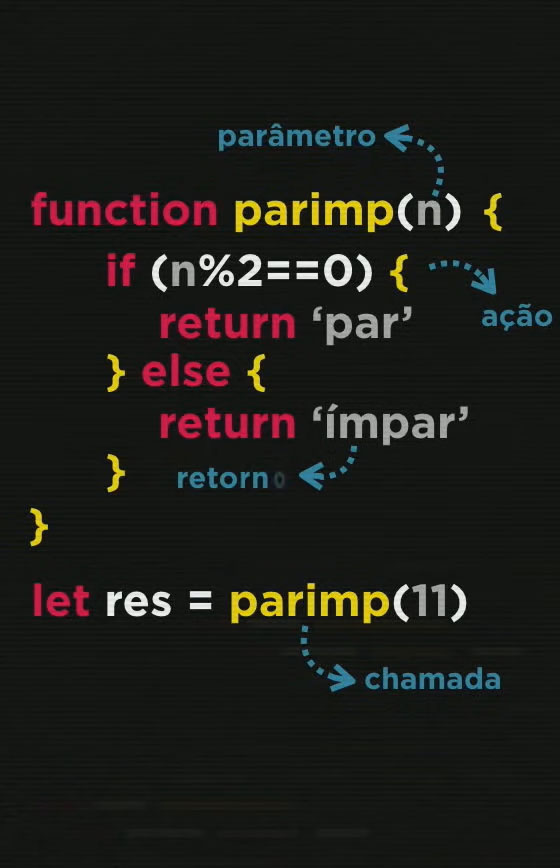 parâmetro
function parimp(n) {
if (n%2==0) {
ação
return ‘par’
} else {
return ‘ímpar’
}
retorno
}
let res = parimp(11)
chamada